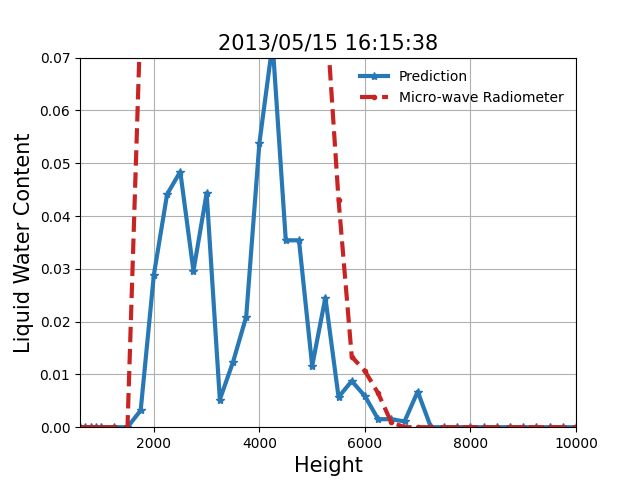 2013/05/15 16:15:38
Prediction
Micro-wave Radiometer
Liquid Water Content
0.07
0.06
0.05
0.04
0.03
0.02
0.01
0.00
2000 4000 6000 8000 10000
Height